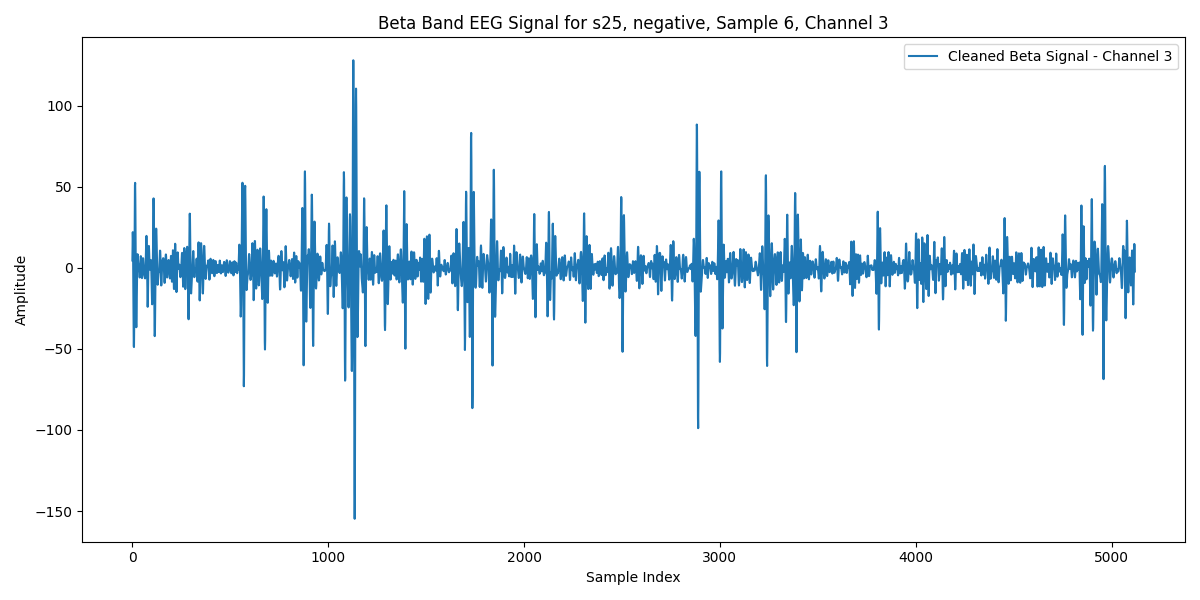 Beta Band EEG Signal for s25, negative, Sample 6, Channel 3
Cleaned Beta Signal - Channel 3
Amplitude
100
50
0
−50
−100
−150
0 1000 2000 3000 4000 5000
Sample Index